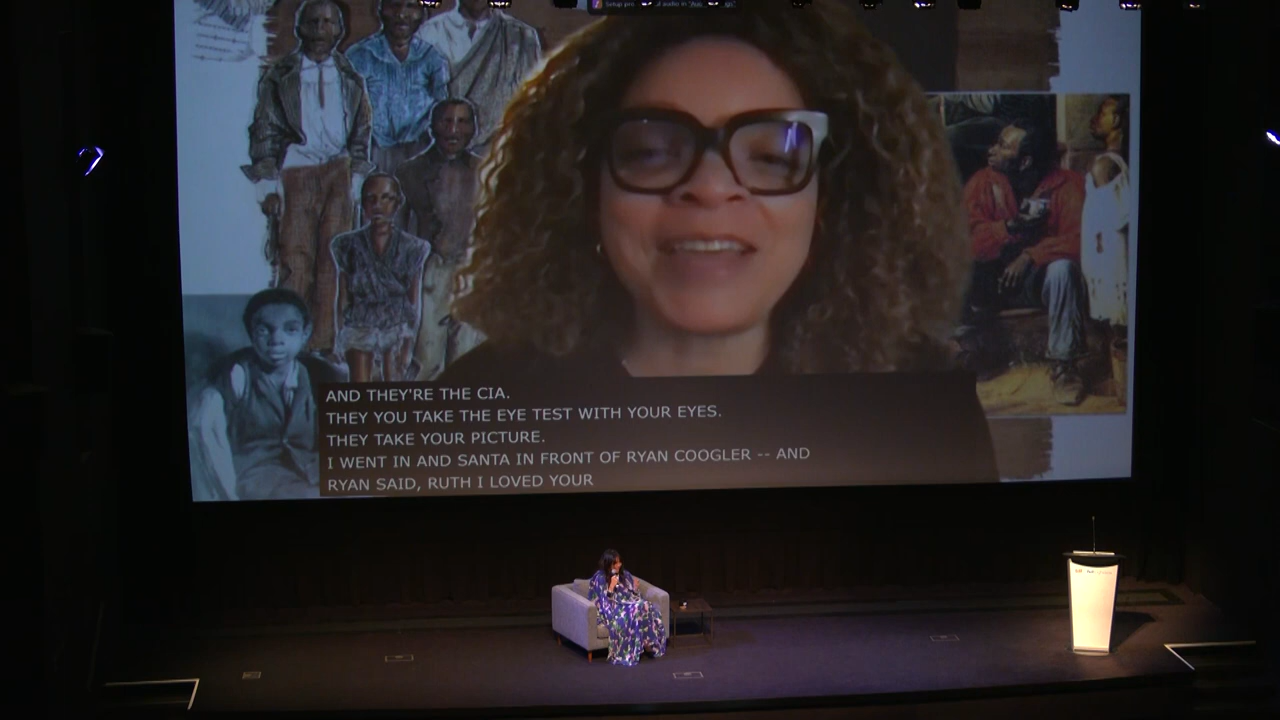 Setup
AND THEY'RE THE CIA.
THEY YOU TAKE THE EYE TEST WITH YOUR EYES.
THEY TAKE YOUR PICTURE.
I WENT IN AND SANTA IN FRONT OF RYAN COOGLER -- AND
RYAN SAID, RUTH I LOVED YOUR